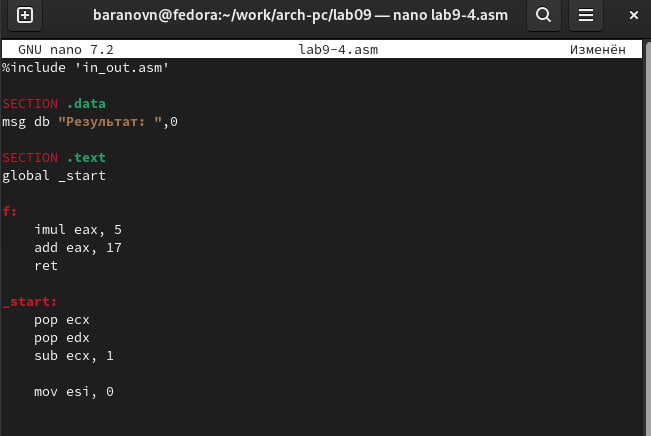 baranovn@fedora:~/work/arch-pc/lab09 — nano lab9-4.asm
GNU nano 7.2 lab9-4.asm Изменён
%include 'in_out.asm'
SECTION .data
msg db "Результат: ",0
SECTION .text
global _start
f:
imul eax, 5
add eax, 17
ret
_start:
pop ecx
pop edx
sub ecx, 1
mov esi, 0